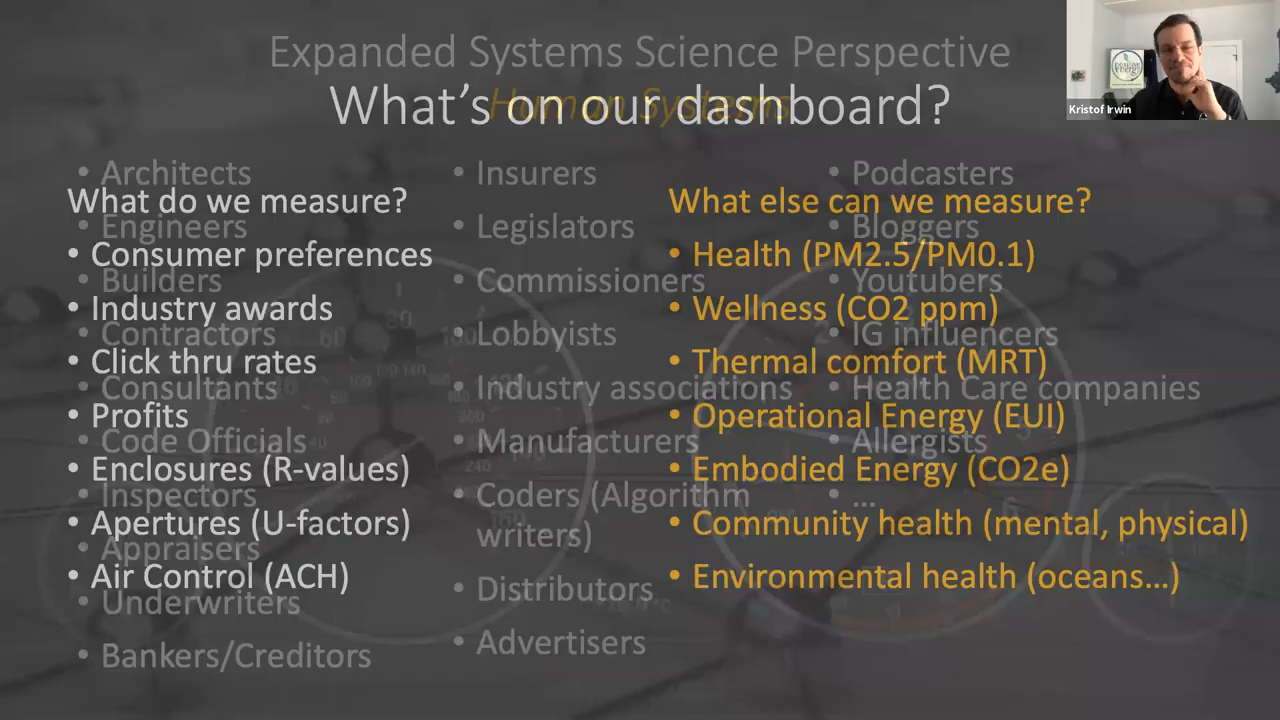 Expanded Systems Science Perspective
Human Systems
What's on our dashboard?
Kristof Irwin
positive
energy
• Architects
• Engineers
• Builders
• Contractors
• Consultants
• Code Officials
• Inspectors
• Appraisers
• Underwriters
• Bankers/Creditors
• Insurers
• Legislators
• Commissioners
• Lobbyists
• Industry associations
• Manufacturers
• Coders (Algorithm
writers)
• Distributors
• Advertisers
• Podcasters
• Bloggers
• Youtubers
• IG influencers
• Health Care companies
• Allergists
• ...
What do we measure?
• Consumer preferences
• Industry awards
• Click thru rates
• Profits
• Enclosures (R-values)
• Apertures (U-factors)
• Air Control (ACH)
What else can we measure?
• Health (PM2.5/PM0.1)
• Wellness (CO2 ppm)
• Thermal comfort (MRT)
• Operational Energy (EUI)
• Embodied Energy (CO2e)
• Community health (mental, physical)
• Environmental health (oceans…)